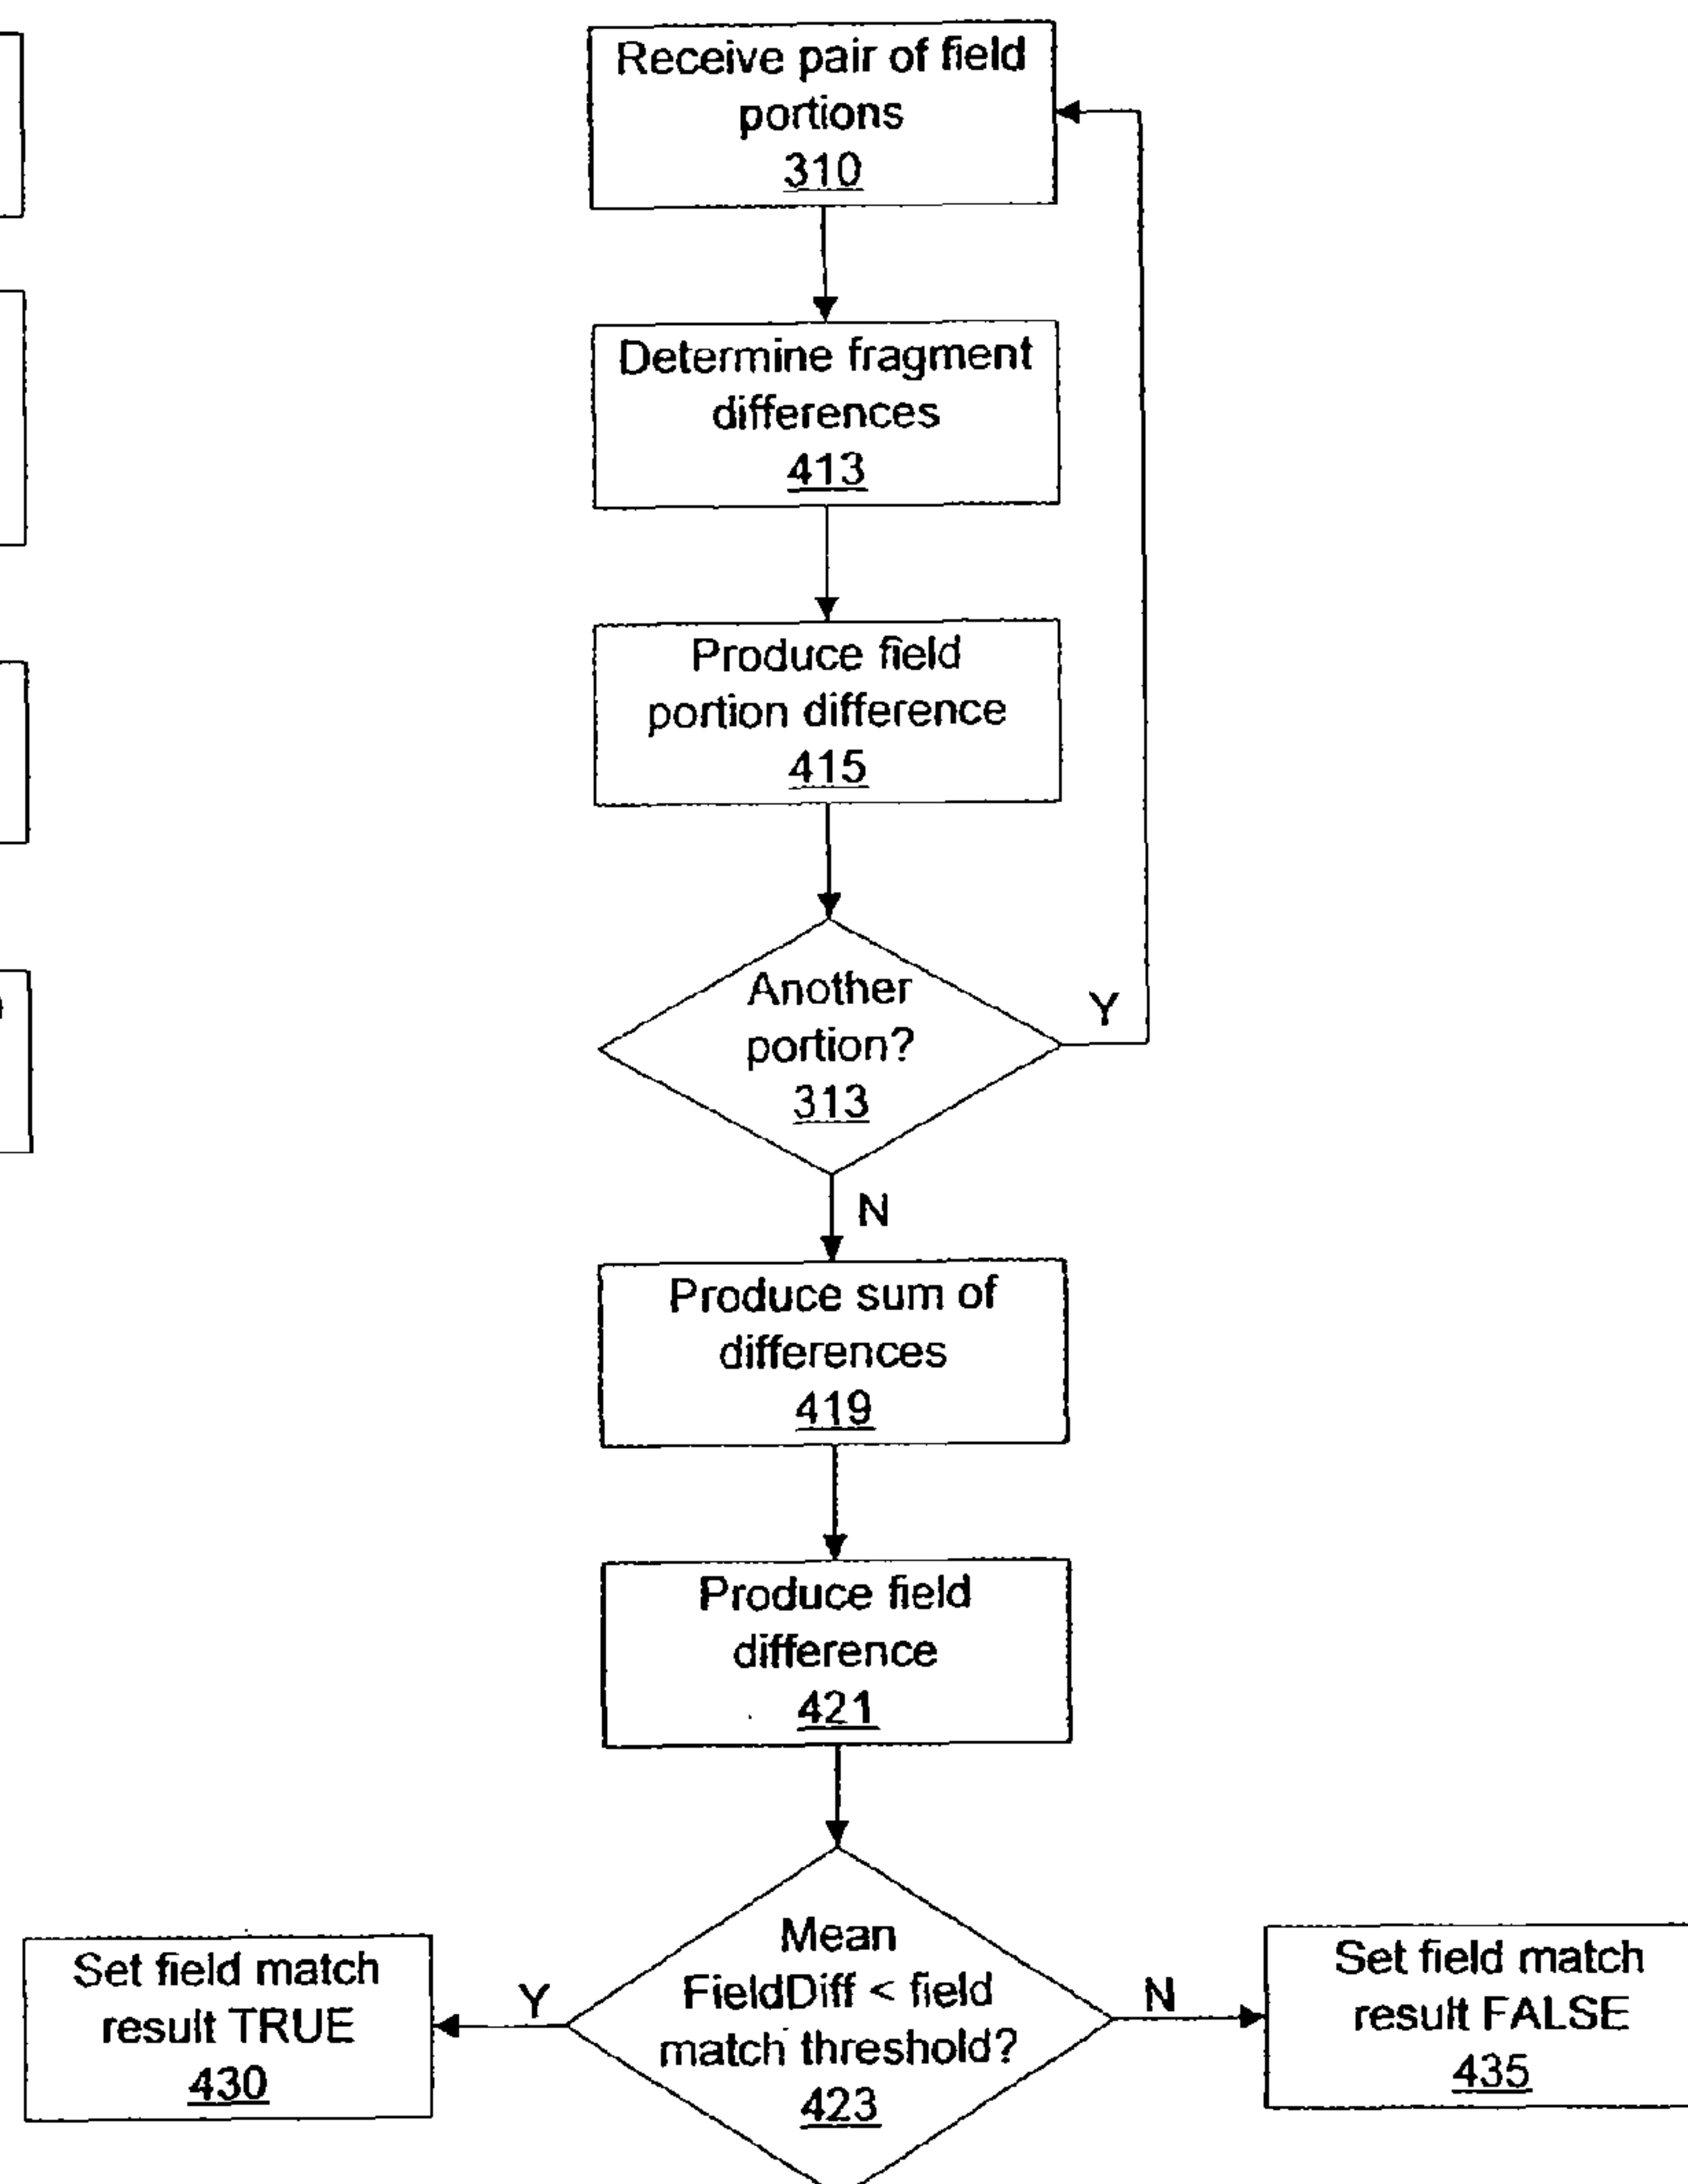 Receive pair of field
portions
310
Determine fragment
differences
413
Produce field
portion difference
415
Another
portion?
313
Y
N
Produce sum of
differences
419
Produce field
difference
421
Mean
FieldDiff < field
match threshold?
423
Y
Set field match
result TRUE
430
N
Set field match
result FALSE
435